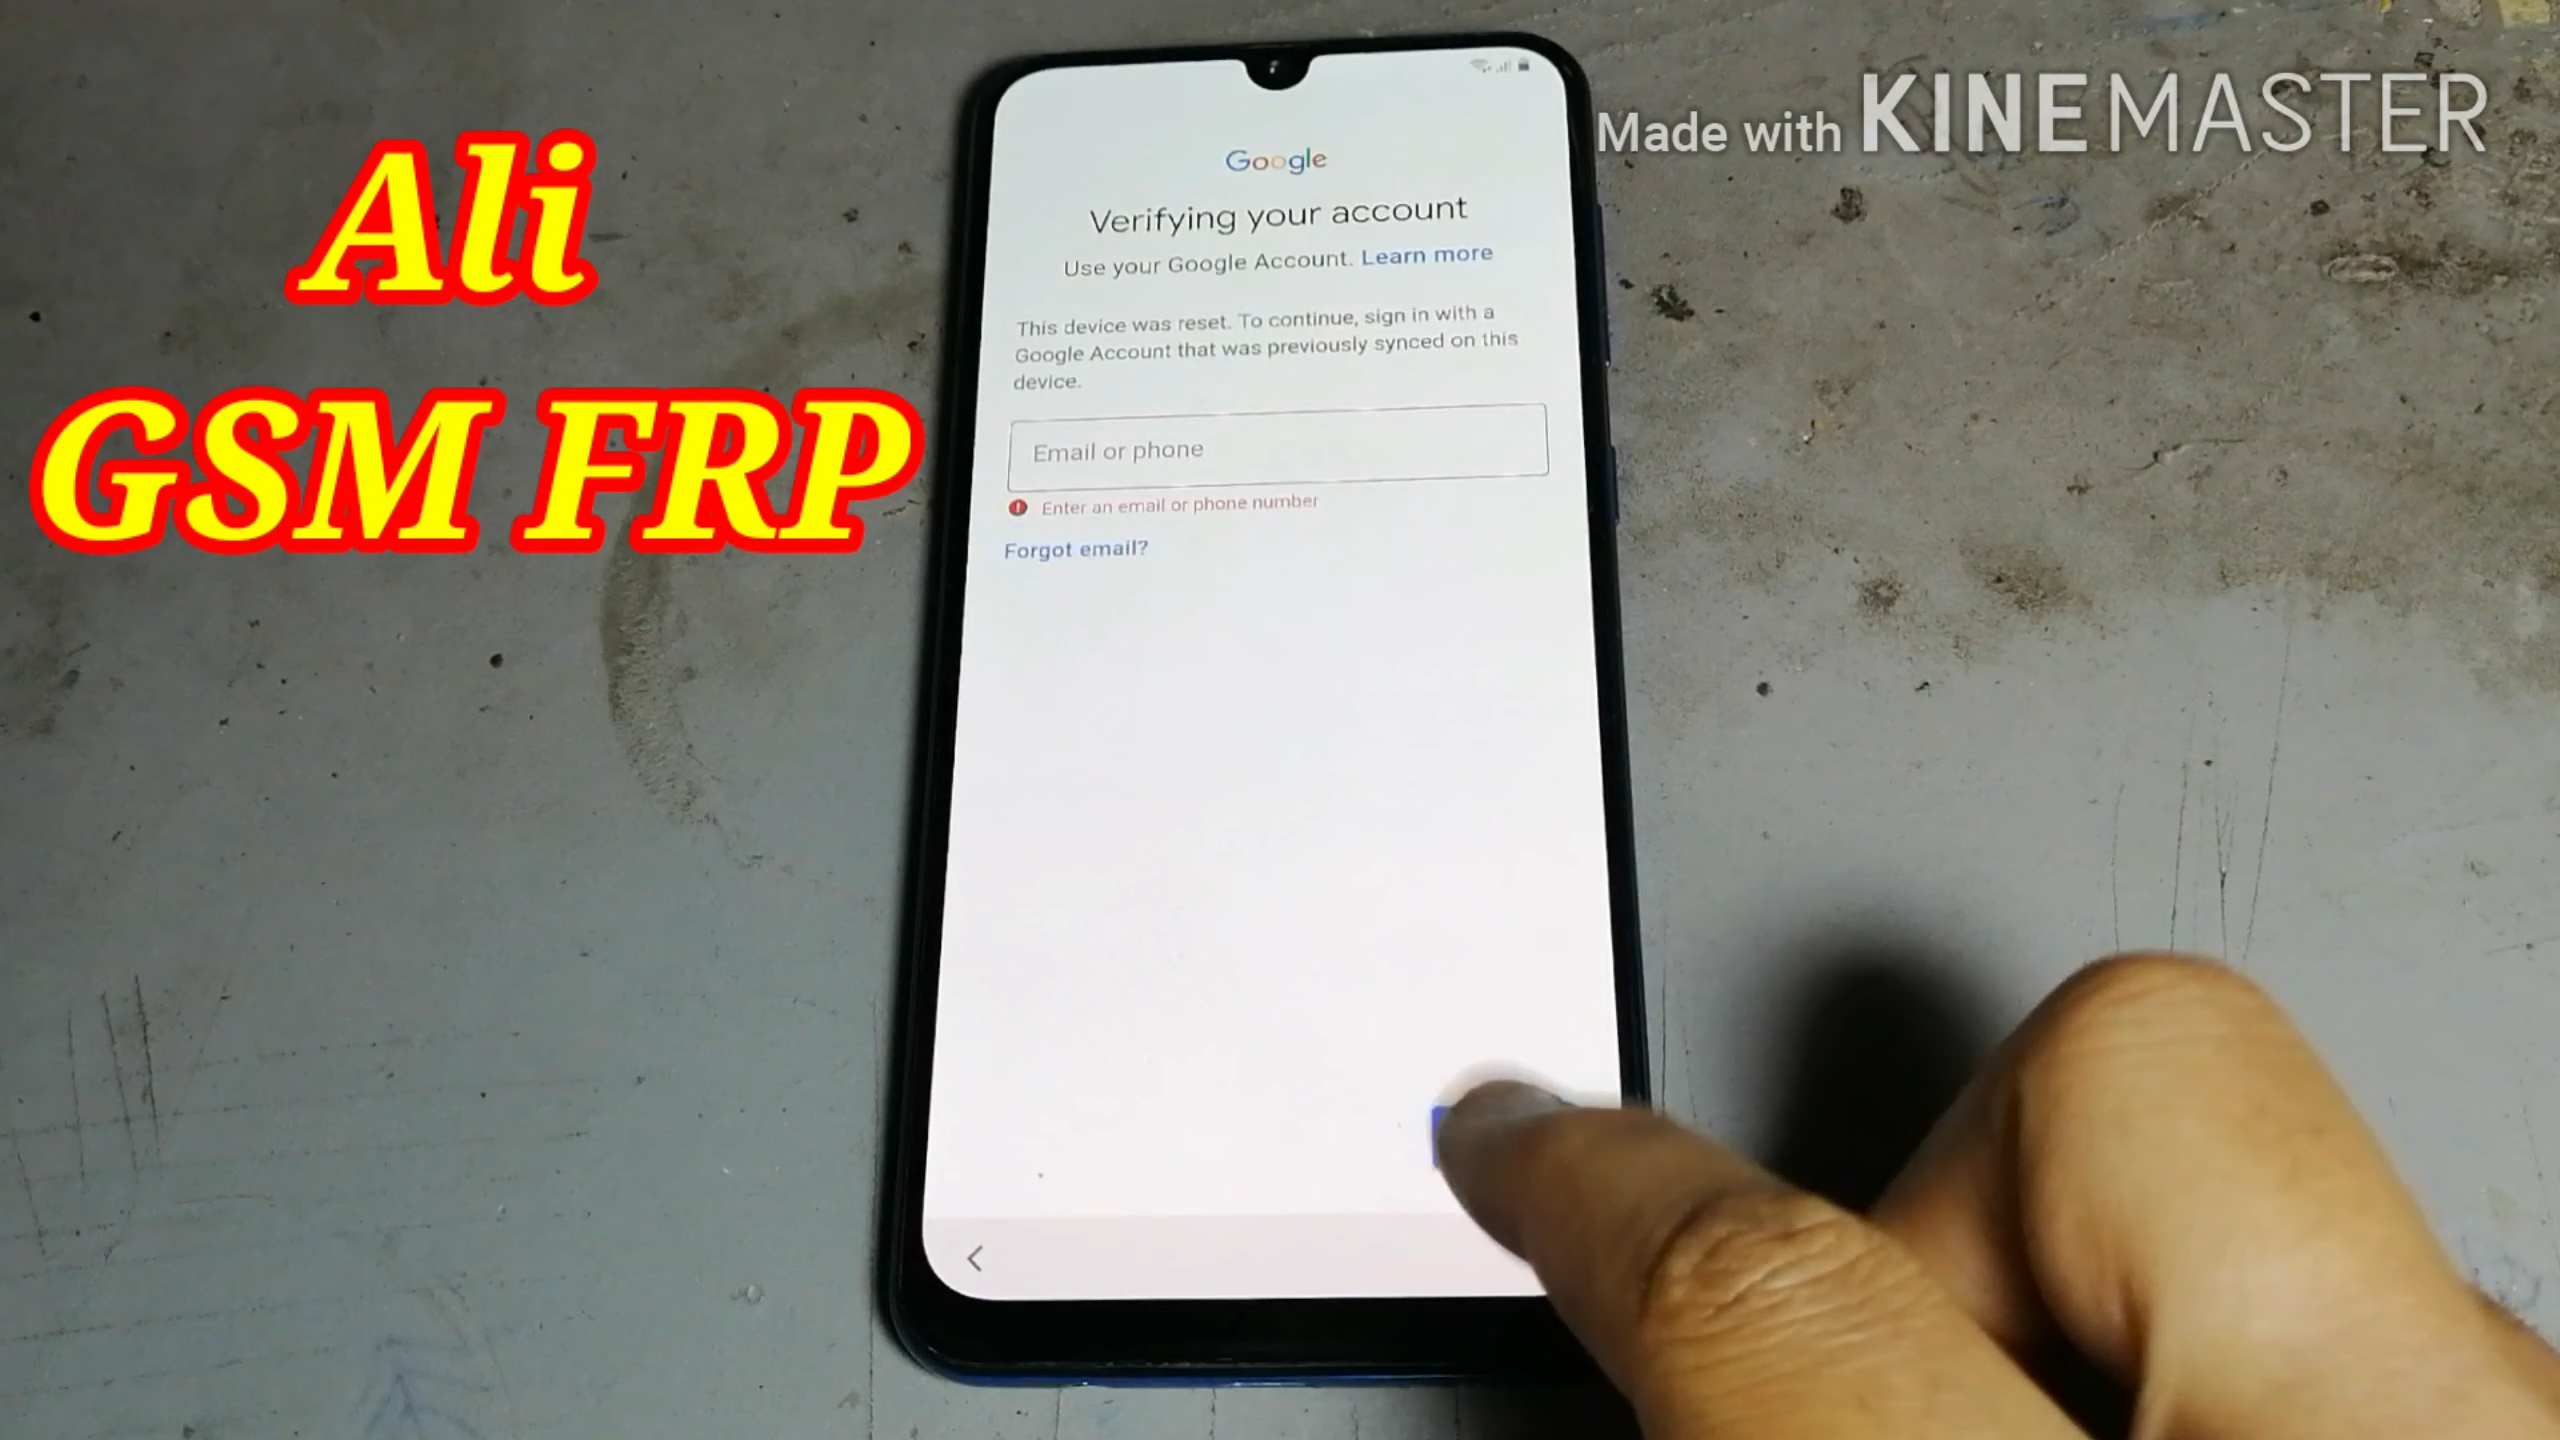 Ali
GSM FRP
Made with KINEMASTER
Google
Verifying your account
Use your Google Account. Learn more
This device was reset. To continue, sign in with a
Google Account that was previously synced on this
device.
Email or phone
Enter an email or phone number
Forgot email?